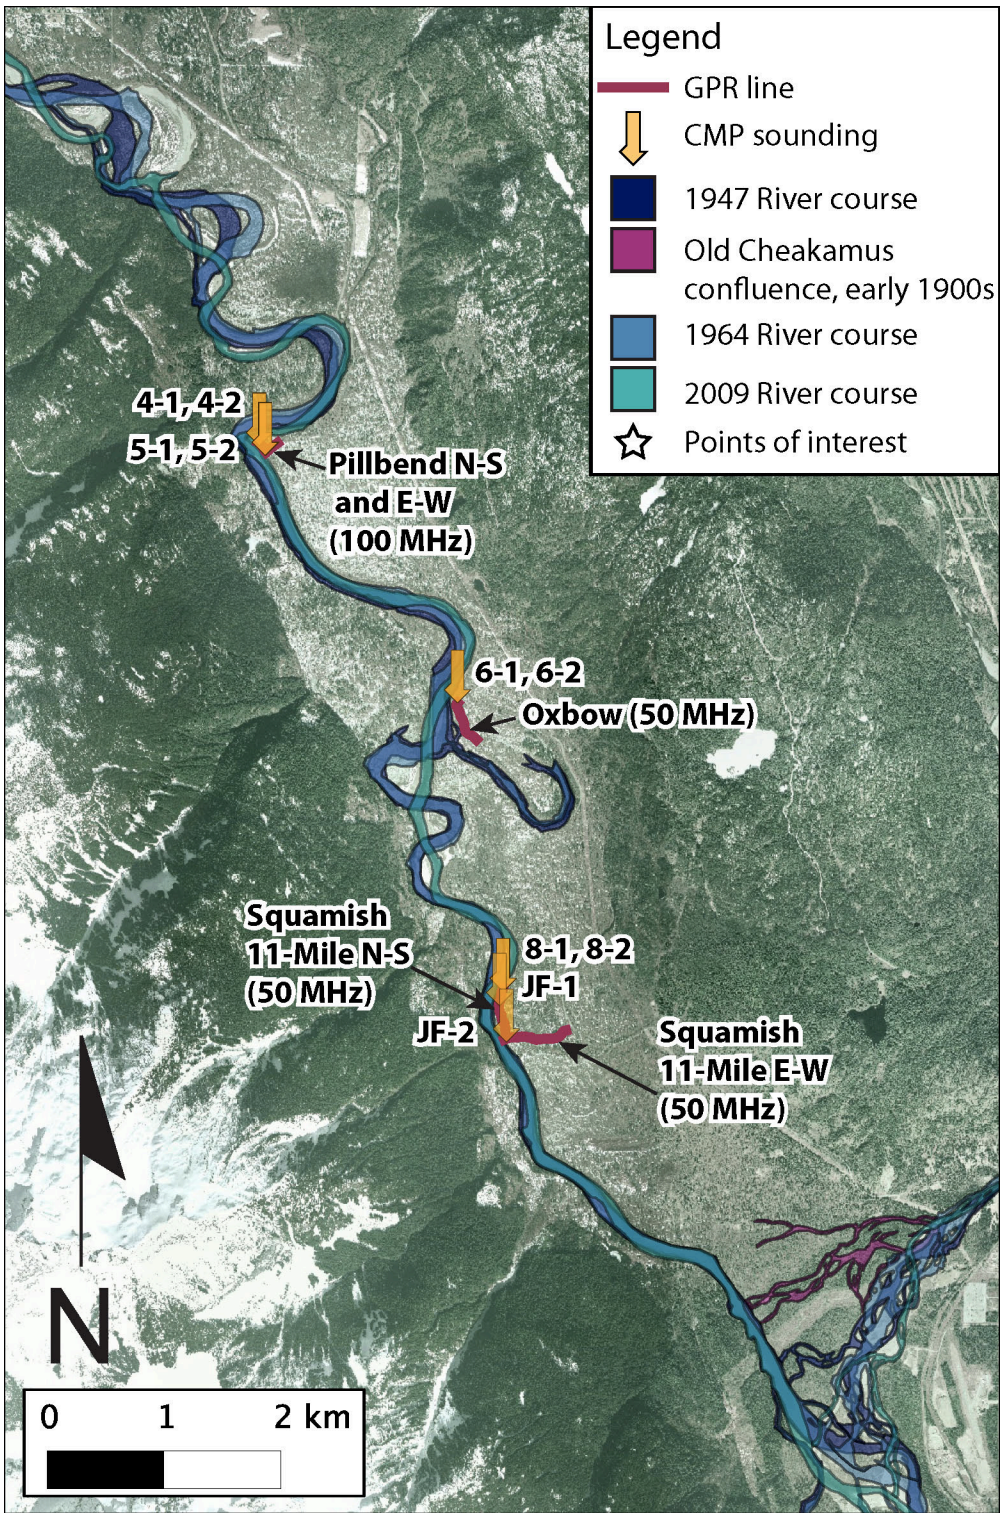 Legend
GPR line
CMP sounding
1947 River course
Old Cheakamus
confluence, early 1900s
1964 River course
2009 River course
Points of interest
4-1, 4-2
5-1, 5-2
Pillbend N-S
and E-W
(100 MHz)
6-1, 6-2
Oxbow (50 MHz)
Squamish
11-Mile N-S
(50 MHz)
8-1, 8-2
JF-1
JF-2
Squamish
11-Mile E-W
(50 MHz)
N
0 1 2 km